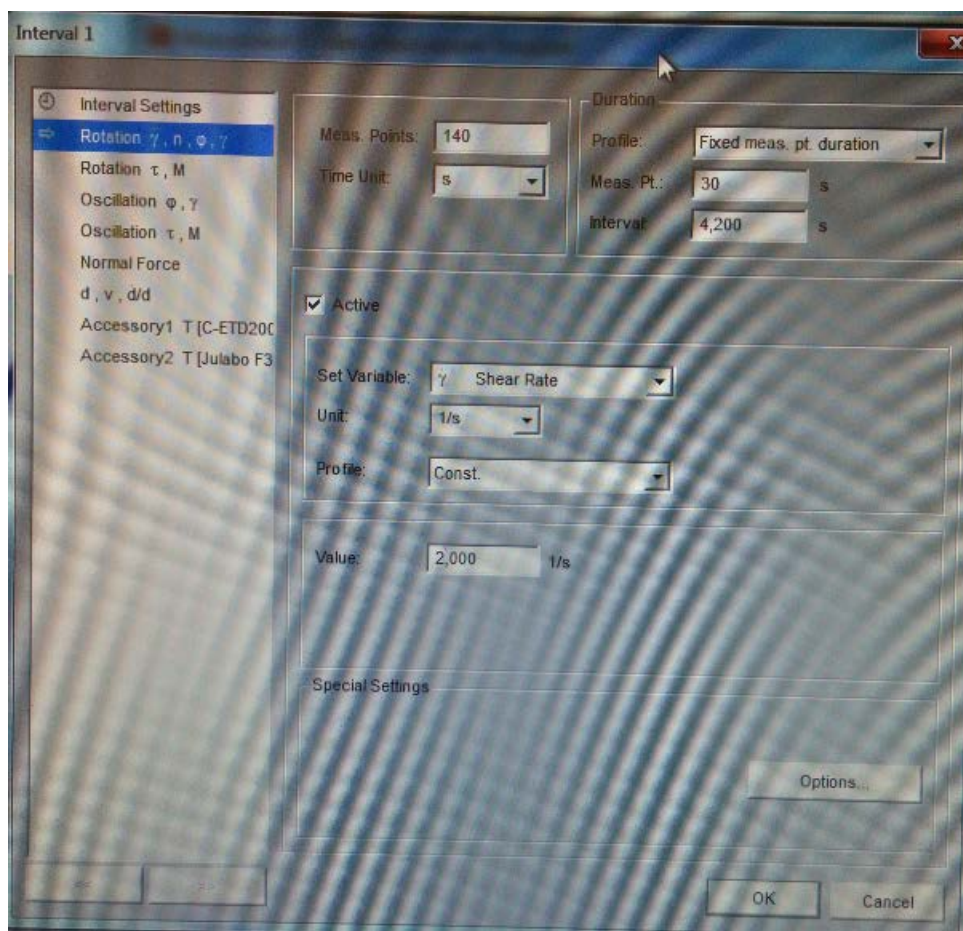 Interval 1
Interval Settings
Rotation γ̇ , n , φ , γ
Rotation τ , M
Oscillation φ , γ
Oscillation τ , M
Normal Force
d , v , d/d
Accessory1 T [C-ETD200
Accessory2 T [Julabo F3
Meas. Points: 140
Time Unit: s
Duration
Profile: Fixed meas. pt. duration
Meas. Pt.: 30 s
Interval: 4,200 s
Active
Set Variable: γ̇ Shear Rate
Unit: 1/s
Profile: Const.
Value: 2,000 1/s
Special Settings
Options...
<< >>
OK Cancel